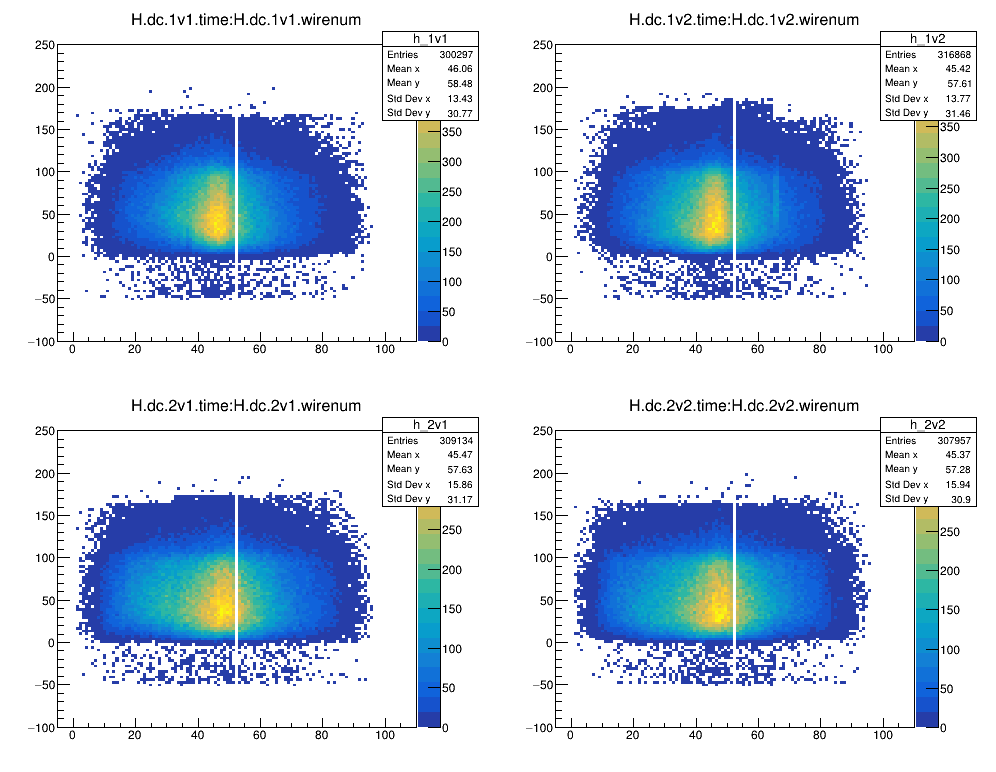 H.dc.1v1.time:H.dc.1v1.wirenum
h_1v1
Entries 300297
Mean x 46.06
Mean y 58.48
Std Dev x 13.43
Std Dev y 30.77
250
200
150
100
50
0
−50
−100
0 20 40 60 80 100
350
300
250
200
150
100
50
0
H.dc.1v2.time:H.dc.1v2.wirenum
h_1v2
Entries 316868
Mean x 45.42
Mean y 57.61
Std Dev x 13.77
Std Dev y 31.46
250
200
150
100
50
0
−50
−100
0 20 40 60 80 100
350
300
250
200
150
100
50
0
H.dc.2v1.time:H.dc.2v1.wirenum
h_2v1
Entries 309134
Mean x 45.47
Mean y 57.63
Std Dev x 15.86
Std Dev y 31.17
250
200
150
100
50
0
−50
−100
0 20 40 60 80 100
250
200
150
100
50
0
H.dc.2v2.time:H.dc.2v2.wirenum
h_2v2
Entries 307957
Mean x 45.37
Mean y 57.28
Std Dev x 15.94
Std Dev y 30.9
250
200
150
100
50
0
−50
−100
0 20 40 60 80 100
250
200
150
100
50
0